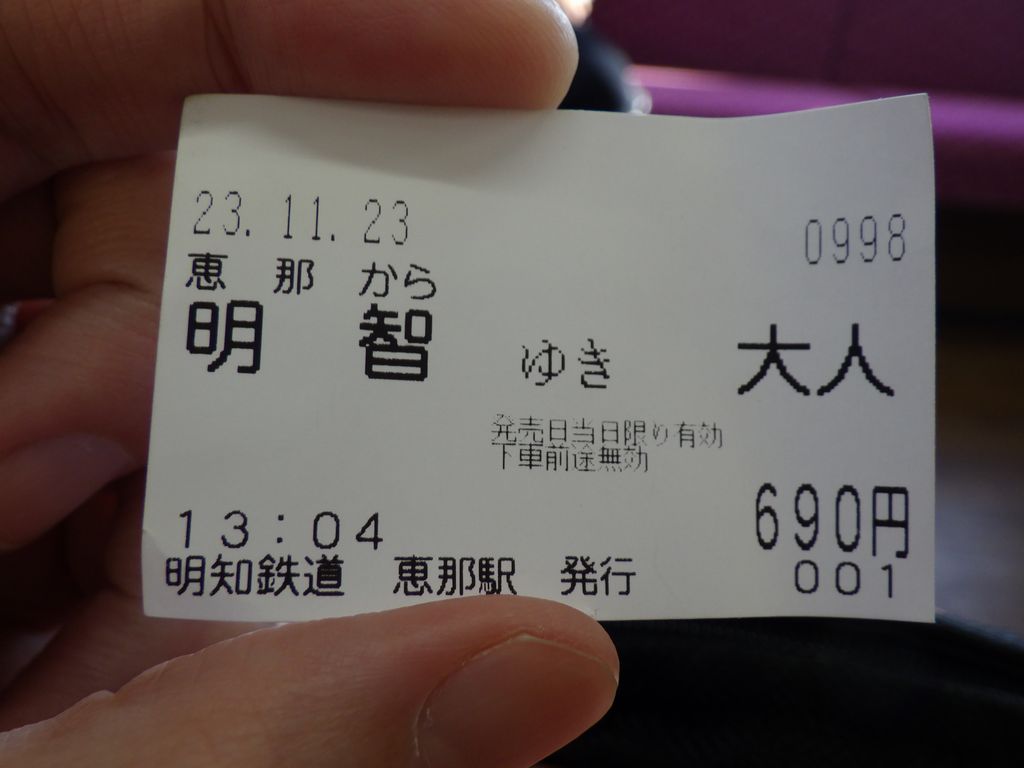 23.11.23 0998
恵那から
明智 ゆき 大人
発売日当日限り有効
下車前途無効
690円
13:04
明知鉄道 恵那駅 発行 001